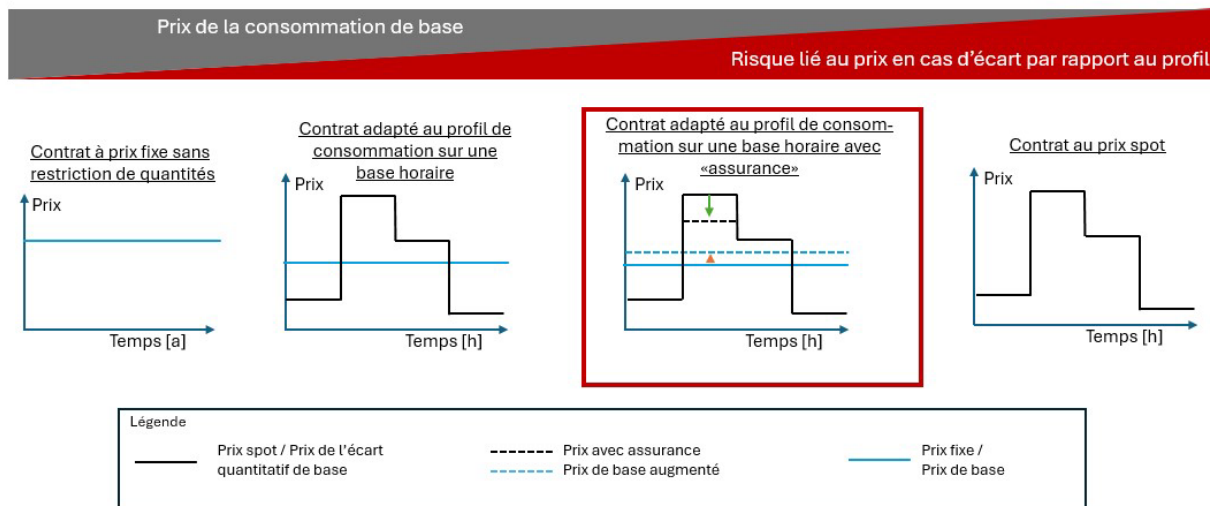 Prix de la consommation de base
Risque lié au prix en cas d'écart par rapport au profil
Contrat à prix fixe sans
restriction de quantités
Prix
Temps [a]
Contrat adapté au profil de
consommation sur une
base horaire
Prix
Temps [h]
Contrat adapté au profil de consom-
mation sur une base horaire avec
«assurance»
Prix
Temps [h]
Contrat au prix spot
Prix
Temps [h]
Légende
Prix spot / Prix de l'écart
quantitatif de base
Prix avec assurance
Prix de base augmenté
Prix fixe /
Prix de base